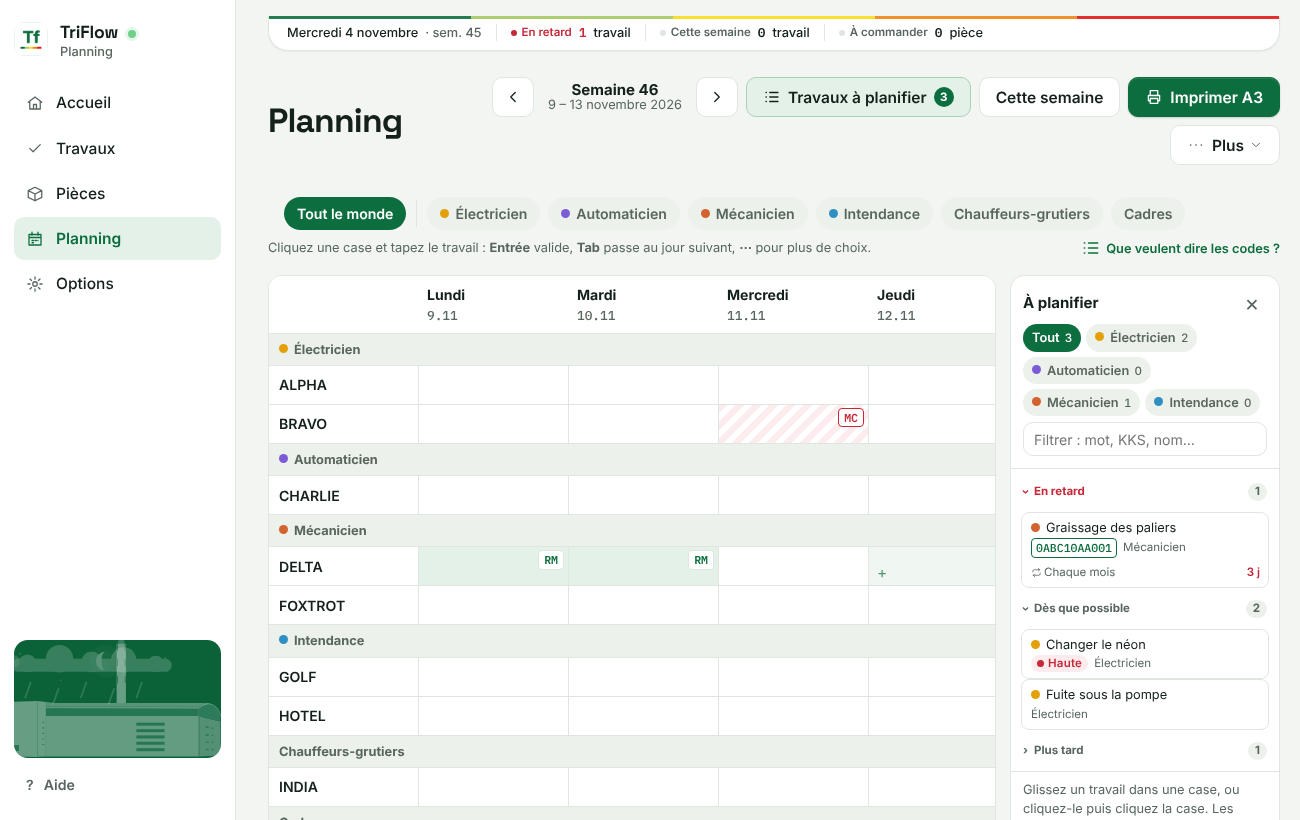 Tf
TriFlow
Planning
Accueil
Travaux
Pièces
Planning
Options
? Aide
Mercredi 4 novembre · sem. 45
En retard 1 travail
Cette semaine 0 travail
À commander 0 pièce
Planning
Semaine 46
9 – 13 novembre 2026
Travaux à planifier 3
Cette semaine
Imprimer A3
··· Plus
Tout le monde
Électricien
Automaticien
Mécanicien
Intendance
Chauffeurs-grutiers
Cadres
Cliquez une case et tapez le travail : Entrée valide, Tab passe au jour suivant, ··· pour plus de choix.
Que veulent dire les codes ?
Lundi
9.11
Mardi
10.11
Mercredi
11.11
Jeudi
12.11
Électricien
ALPHA
BRAVO
MC
Automaticien
CHARLIE
Mécanicien
DELTA
RM
RM
+
FOXTROT
Intendance
GOLF
HOTEL
Chauffeurs-grutiers
INDIA
À planifier
Tout 3
Électricien 2
Automaticien 0
Mécanicien 1
Intendance 0
Filtrer : mot, KKS, nom...
En retard 1
Graissage des paliers
0ABC10AA001 Mécanicien
Chaque mois 3 j
Dès que possible 2
Changer le néon
Haute Électricien
Fuite sous la pompe
Électricien
Plus tard 1
Glissez un travail dans une case, ou
cliquez-le puis cliquez la case. Les